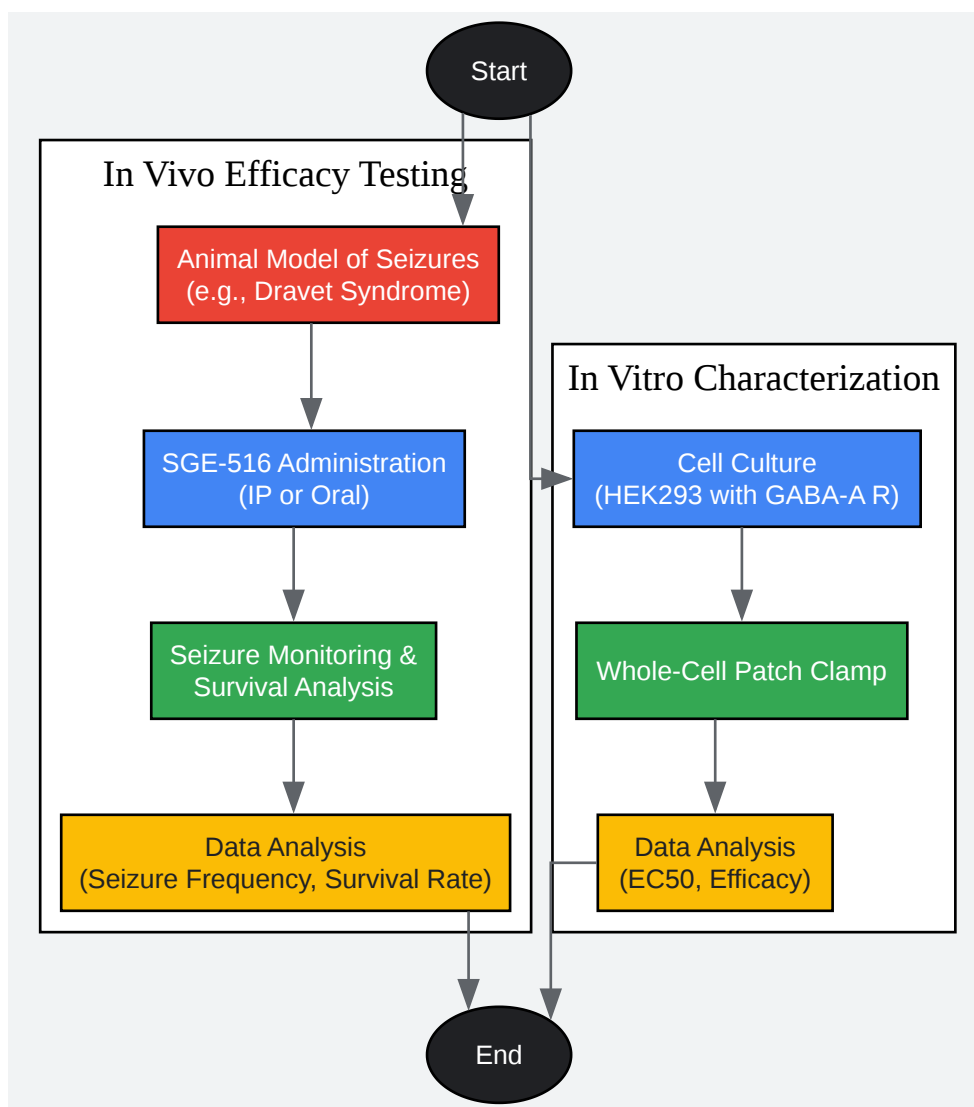 Start
In Vivo Efficacy Testing
Animal Model of Seizures
(e.g., Dravet Syndrome)
SGE-516 Administration
(IP or Oral)
Seizure Monitoring &
Survival Analysis
Data Analysis
(Seizure Frequency, Survival Rate)
In Vitro Characterization
Cell Culture
(HEK293 with GABA-A R)
Whole-Cell Patch Clamp
Data Analysis
(EC50, Efficacy)
End